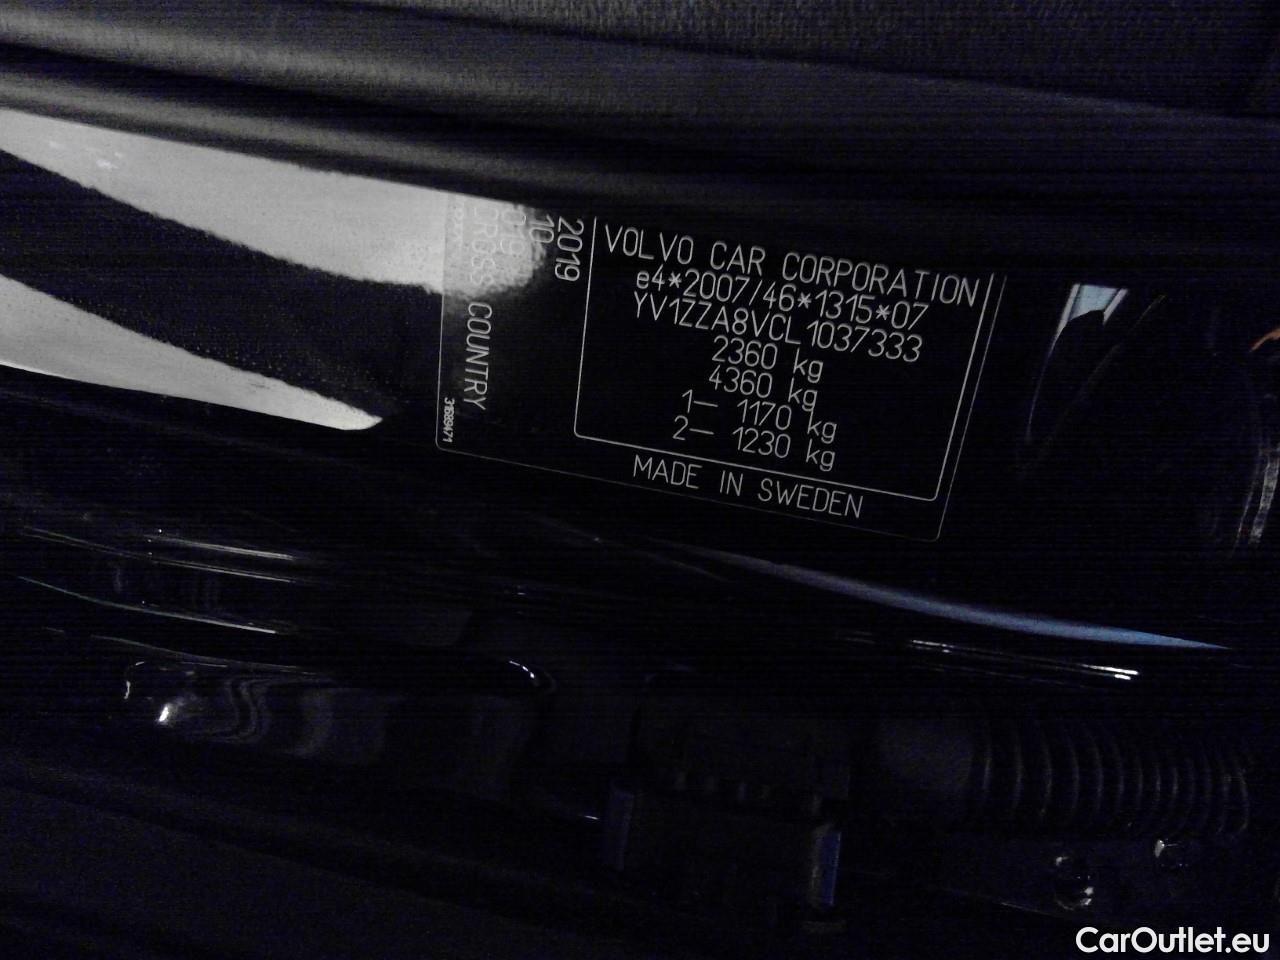 VOLVO CAR CORPORATION
e4*2007/46*1315*07
YV1ZZA8VCL1037333
2360 kg
4360 kg
1— 1170 kg
2— 1230 kg
MADE IN SWEDEN
2019
10
CROSS COUNTRY
31689471
CarOutlet.eu